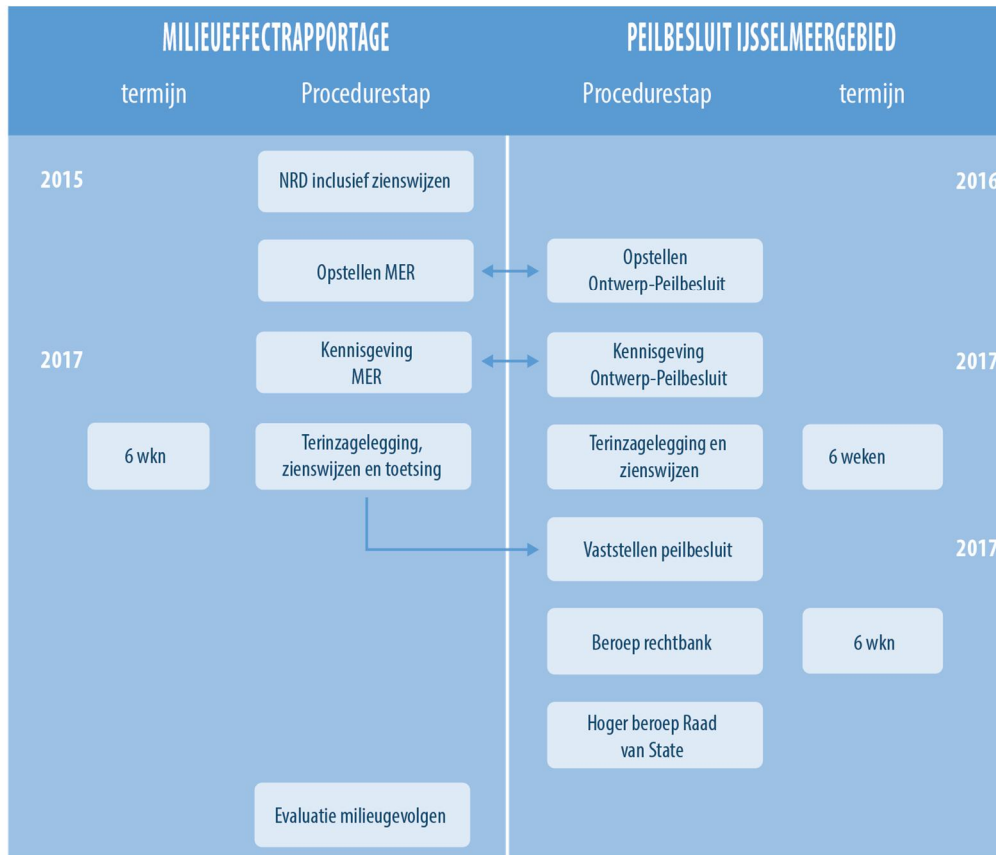 MILIEUEFFECTRAPPORTAGE
PEILBESLUIT IJSSELMEERGEBIED
termijn
Procedurestap
Procedurestap
termijn
2015
NRD inclusief zienswijzen
2016
Opstellen MER
Opstellen
Ontwerp-Peilbesluit
2017
Kennisgeving
MER
Kennisgeving
Ontwerp-Peilbesluit
2017
6 wkn
Terinzagelegging,
zienswijzen en toetsing
Terinzagelegging en
zienswijzen
6 weken
Vaststellen peilbesluit
2017
Beroep rechtbank
6 wkn
Hoger beroep Raad
van State
Evaluatie milieugevolgen